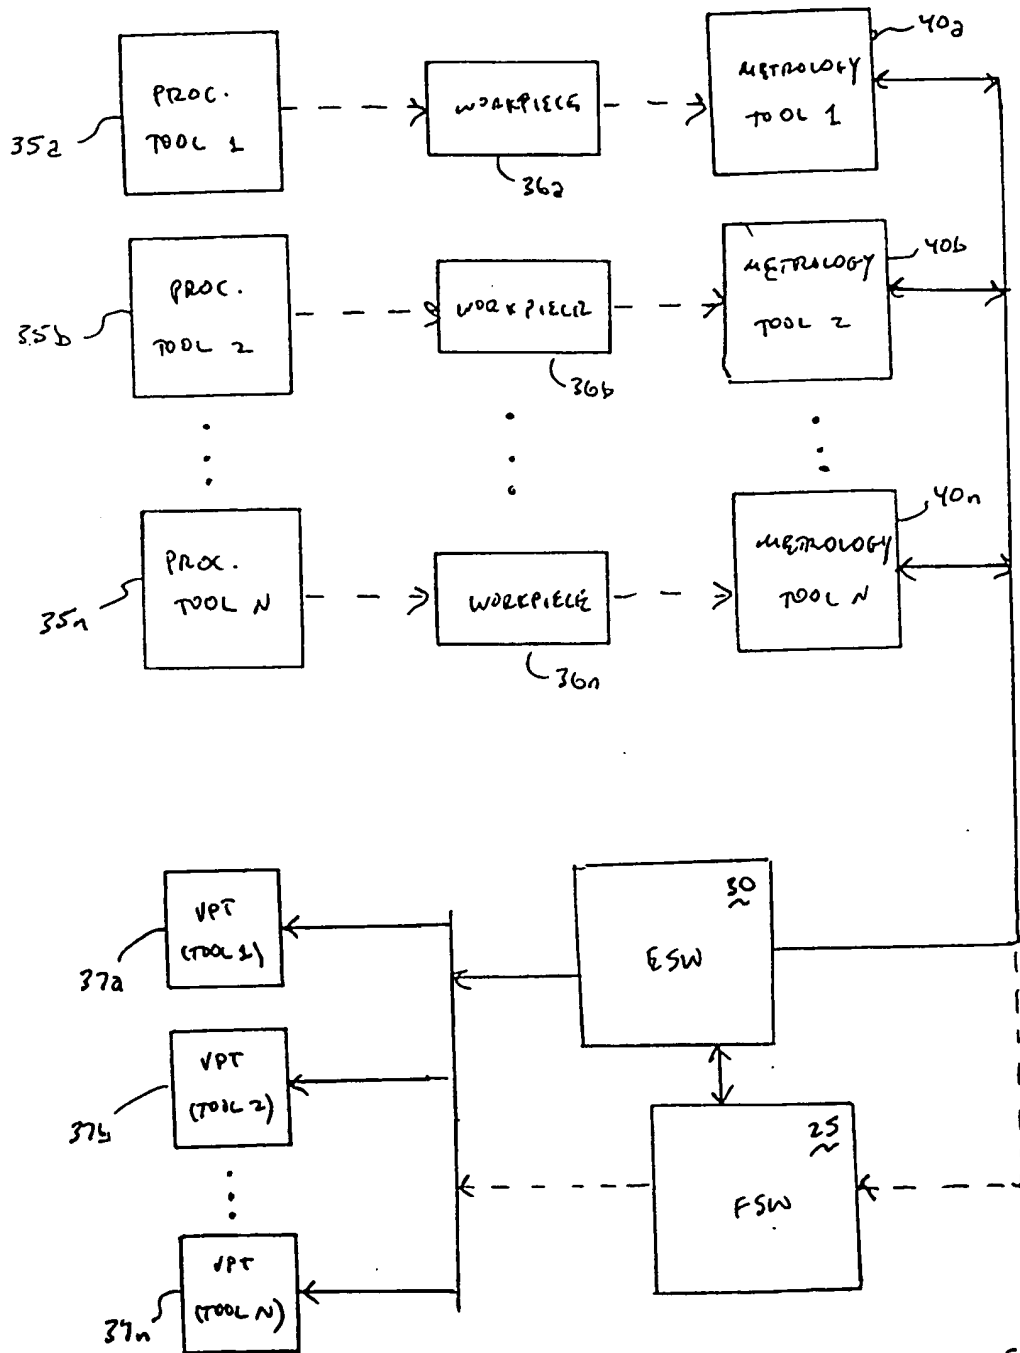 PROC.
TOOL 1
35a
WORKPIECE
36a
METROLOGY
TOOL 1
40a
PROC.
TOOL 2
35b
WORKPIECE
36b
METROLOGY
TOOL 2
40b
PROC.
TOOL N
35n
WORKPIECE
36n
METROLOGY
TOOL N
40n
VPT
(TOOL 1)
37a
30
ESW
VPT
(TOOL 2)
37b
25
FSW
VPT
(TOOL N)
37n